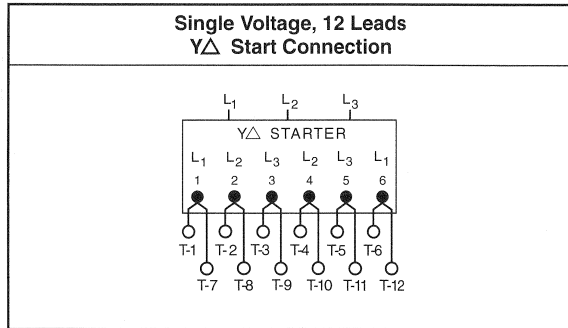 Single Voltage, 12 Leads
Y△ Start Connection
L1 L2 L3
Y△ STARTER
L1 L2 L3 L2 L3 L1
1 2 3 4 5 6
T-1 T-2 T-3 T-4 T-5 T-6
T-7 T-8 T-9 T-10 T-11 T-12